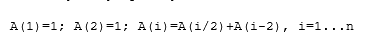 A(1)=1; A(2)=1; A(i)=A(i/2)+A(i-2), i=1...n